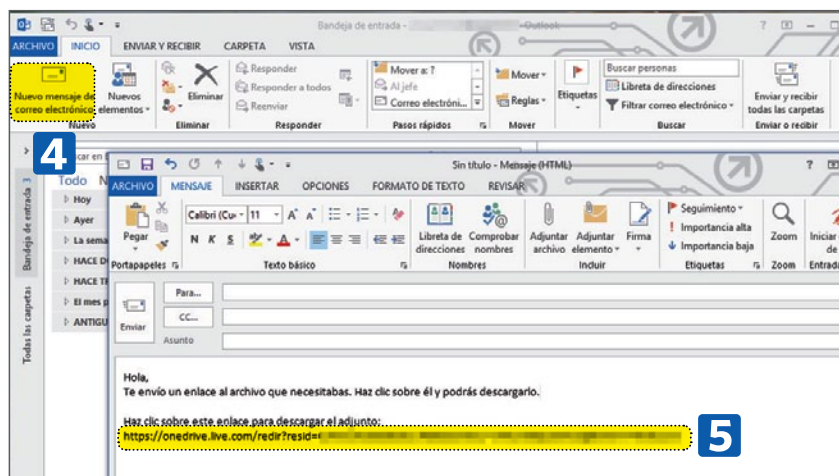 Bandeja de entrada - Outlook
ARCHIVO INICIO ENVIAR Y RECIBIR CARPETA VISTA
Nuevo mensaje de correo electrónico
Nuevos elementos
Nuevo
Eliminar
Eliminar
Responder
Responder a todos
Reenviar
Responder
Mover a: ?
Al jefe
Correo electróni...
Pasos rápidos
Mover
Reglas
Mover
Etiquetas
Buscar personas
Libreta de direcciones
Filtrar correo electrónico
Buscar
Enviar y recibir todas las carpetas
Enviar o recibir
4
Bandeja de entrada 3
Todas las carpetas
Todo N
Hoy
Ayer
La sema
HACE D
HACE TR
El mes p
ANTIGU
Sin título - Mensaje (HTML)
ARCHIVO MENSAJE INSERTAR OPCIONES FORMATO DE TEXTO REVISAR
Pegar
Portapapeles
Calibri (Cu 11
N K S
Texto básico
Libreta de direcciones
Comprobar nombres
Nombres
Adjuntar archivo
Adjuntar elemento
Firma
Incluir
Seguimiento
Importancia alta
Importancia baja
Etiquetas
Zoom
Zoom
Iniciar
de
Entrada
Enviar
Para...
CC...
Asunto
Hola,
Te envío un enlace al archivo que necesitabas. Haz clic sobre él y podrás descargarlo.
Haz clic sobre este enlace para descargar el adjunto:
https://onedrive.live.com/redir?resid=
5